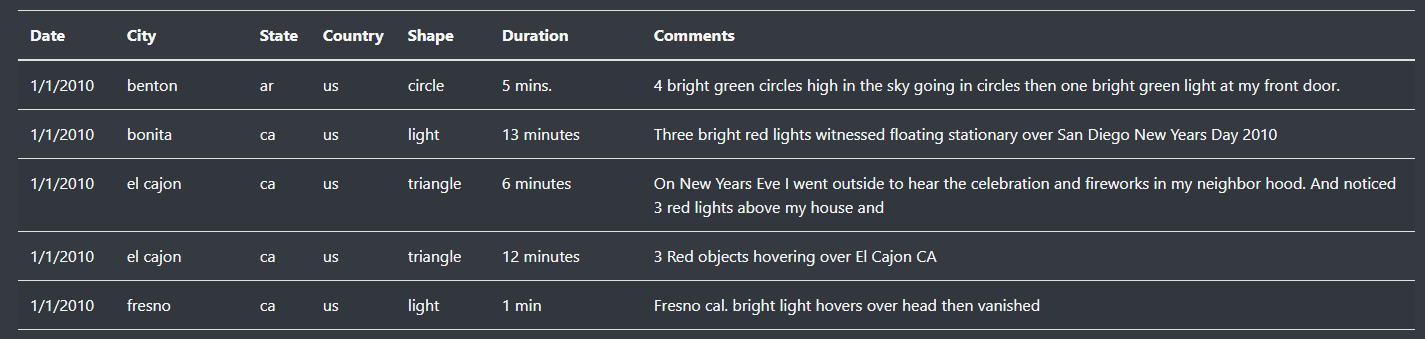 Date City State Country Shape Duration Comments
1/1/2010 benton ar us circle 5 mins. 4 bright green circles high in the sky going in circles then one bright green light at my front door.
1/1/2010 bonita ca us light 13 minutes Three bright red lights witnessed floating stationary over San Diego New Years Day 2010
1/1/2010 el cajon ca us triangle 6 minutes On New Years Eve I went outside to hear the celebration and fireworks in my neighbor hood. And noticed
3 red lights above my house and
1/1/2010 el cajon ca us triangle 12 minutes 3 Red objects hovering over El Cajon CA
1/1/2010 fresno ca us light 1 min Fresno cal. bright light hovers over head then vanished